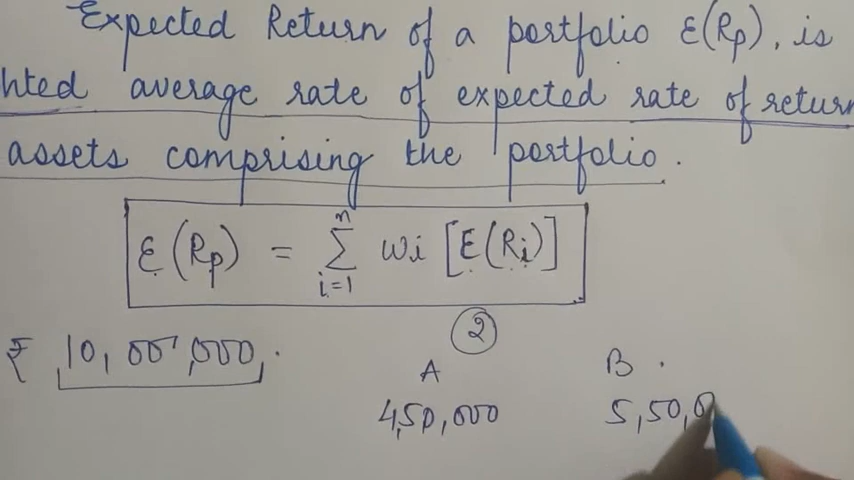 Expected Return of a portfolio E(Rp), is
hted average rate of expected rate of return
assets comprising the portfolio.
E(Rp) = n Σ i=1 wi [E(Ri)]
₹ 10,00,000. 2
A B.
4,50,000 5,50,0